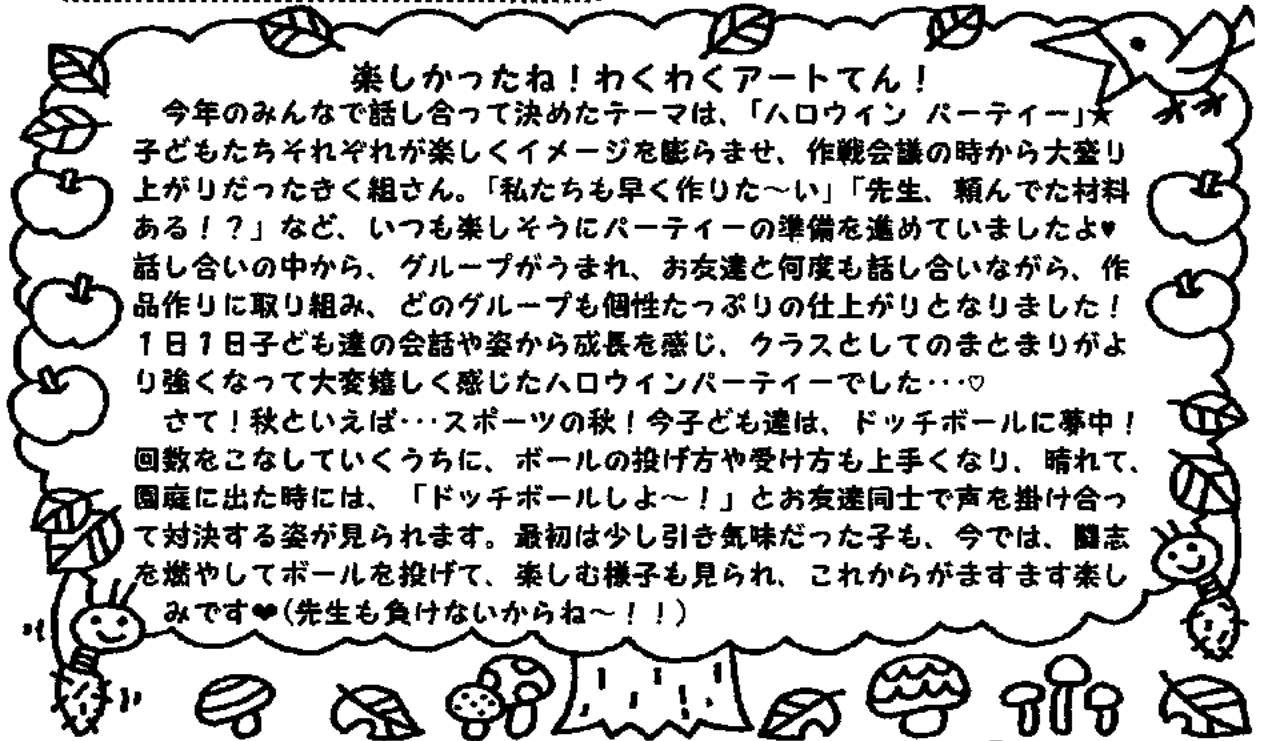 楽しかったね！わくわくアートてん！
今年のみんなで話し合って決めたテーマは、「ハロウィン パーティー」★
子どもたちそれぞれが楽しくイメージを膨らませ、作戦会議の時から大盛り
上がりだったきく組さん。「私たちも早く作りた～い」「先生、頼んでた材料
ある！？」など、いつも楽しそうにパーティーの準備を進めていましたよ♥
話し合いの中から、グループがうまれ、お友達と何度も話し合いながら、作
品作りに取り組み、どのグループも個性たっぷりの仕上がりとなりました！
１日１日子ども達の会話や姿から成長を感じ、クラスとしてのまとまりがよ
り強くなって大変嬉しく感じたハロウインパーティーでした…♡
さて！秋といえば…スポーツの秋！今子ども達は、ドッチボールに夢中！
回数をこなしていくうちに、ボールの投げ方や受け方も上手くなり、晴れて、
園庭に出た時には、「ドッチボールしよ～！」とお友達同士で声を掛け合っ
て対決する姿が見られます。最初は少し引き気味だった子も、今では、闘志
を燃やしてボールを投げて、楽しむ様子も見られ、これからがますます楽し
みです♥(先生も負けないからね～！！)